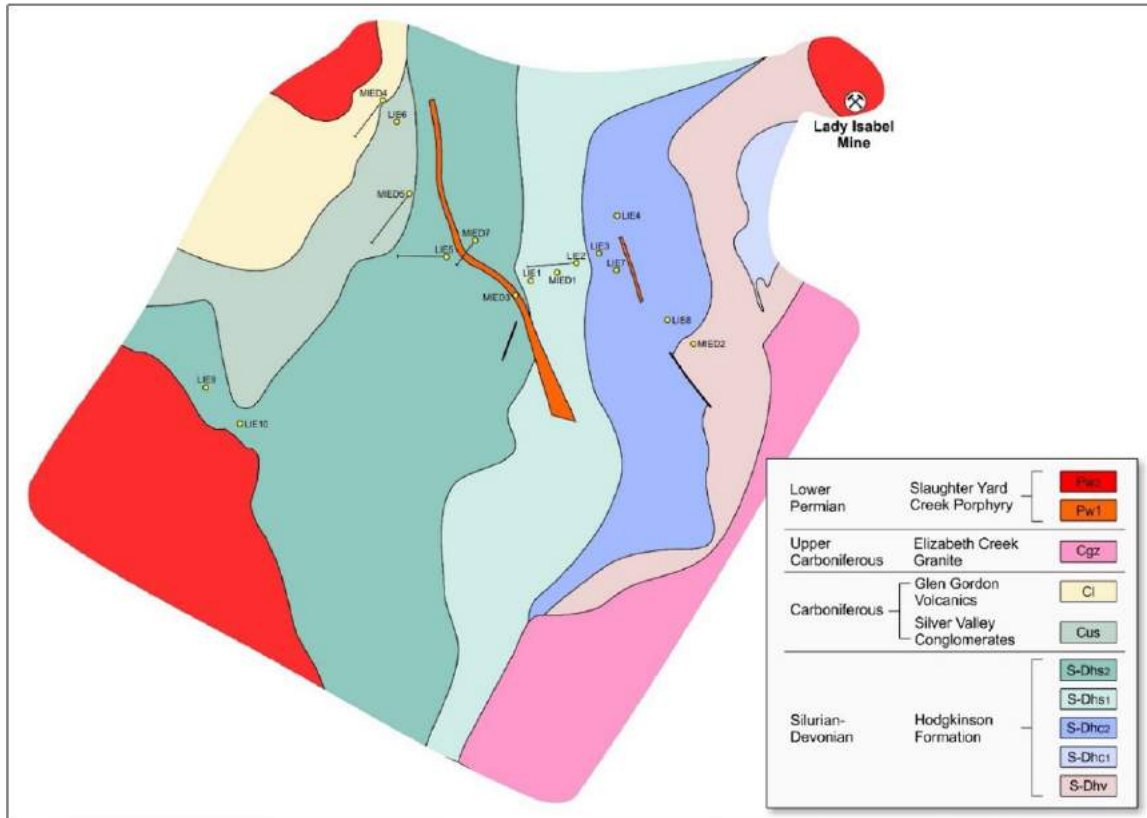 MIED4
LIE6
Lady Isabel
Mine
MIED5
LIE4
MIED7
LIE5
LIE3
LIE2
LIE7
LIE1
MIED1
MIED3
LIE8
MIED2
LIE9
LIE10
Lower
Permian
Slaughter Yard
Creek Porphyry
Pw1
Upper
Carboniferous
Elizabeth Creek
Granite
Cgz
Carboniferous
Glen Gordon
Volcanics
Ci
Silver Valley
Conglomerates
Cus
Silurian-
Devonian
Hodgkinson
Formation
S-Dhs2
S-Dhs1
S-Dhc2
S-Dhc1
S-Dhv